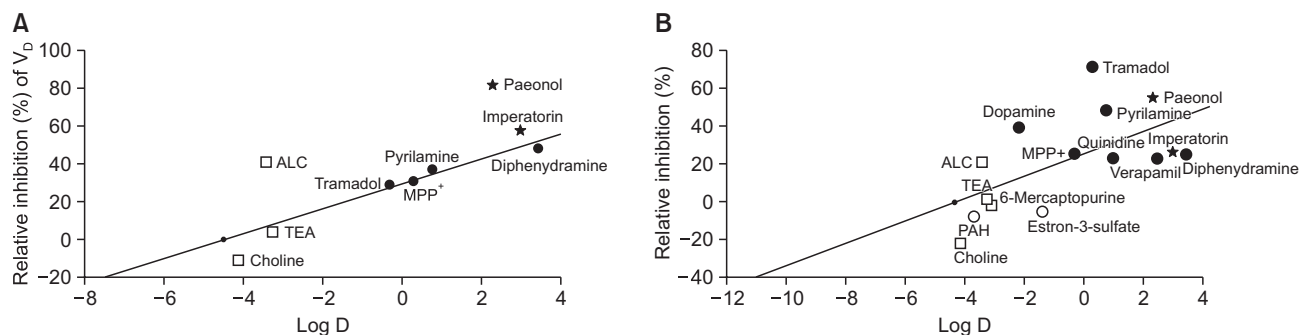 A
Relative inhibition (%) of V_D
100
80
60
40
20
0
−20
Paeonol
Imperatorin
ALC
Pyrilamine
Diphenydramine
Tramadol
MPP+
TEA
Choline
−8 −6 −4 −2 0 2 4
Log D
B
Relative inhibition (%)
80
60
40
20
0
−20
−40
Tramadol
Paeonol
Dopamine
Pyrilamine
Quinidine
Imperatorin
MPP+
ALC
Verapamil
Diphenydramine
TEA
6-Mercaptopurine
PAH
Estron-3-sulfate
Choline
−12 −10 −8 −6 −4 −2 0 2 4
Log D